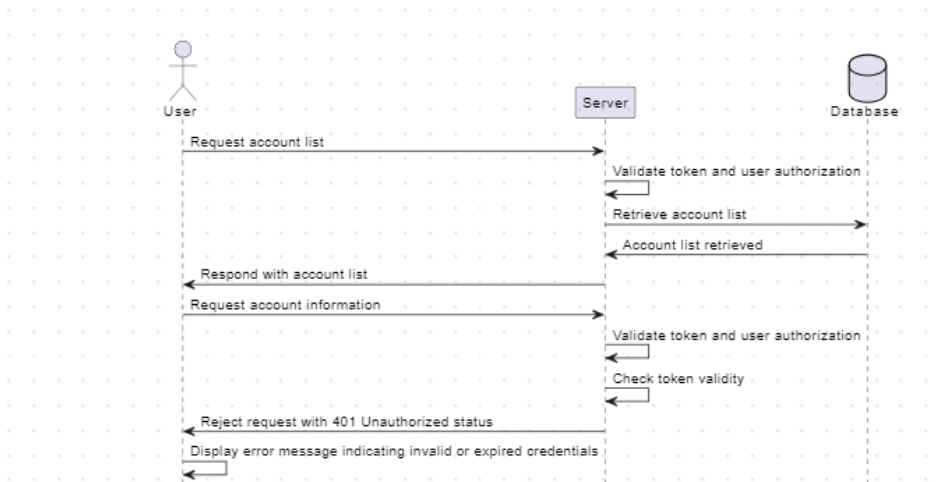 User
Server
Database
Request account list
Validate token and user authorization
Retrieve account list
Account list retrieved
Respond with account list
Request account information
Validate token and user authorization
Check token validity
Reject request with 401 Unauthorized status
Display error message indicating invalid or expired credentials